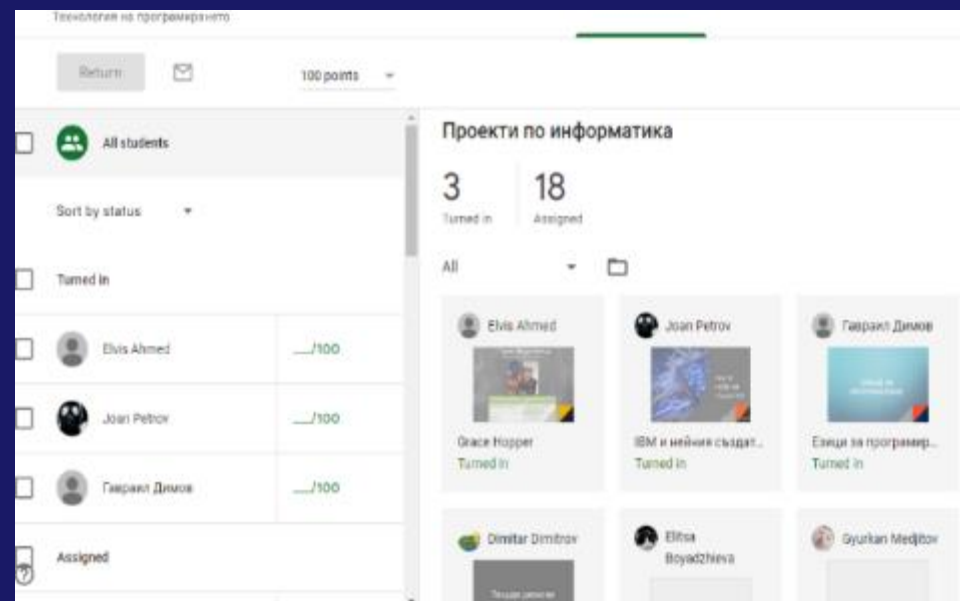 Технология на програмирането
Return
100 points
All students
Sort by status
Turned in
Elvis Ahmed
__/100
Joan Petrov
__/100
Гавраил Димов
__/100
Assigned
Проекти по информатика
3
18
Turned in
Assigned
All
Elvis Ahmed
Joan Petrov
Гавраил Димов
Grace Hopper
IBM и нейния създат...
Езици за програмир...
Turned in
Turned in
Turned in
Dimitar Dimitrov
Elitsa
Boyadzhieva
Gyurkan Medjitov